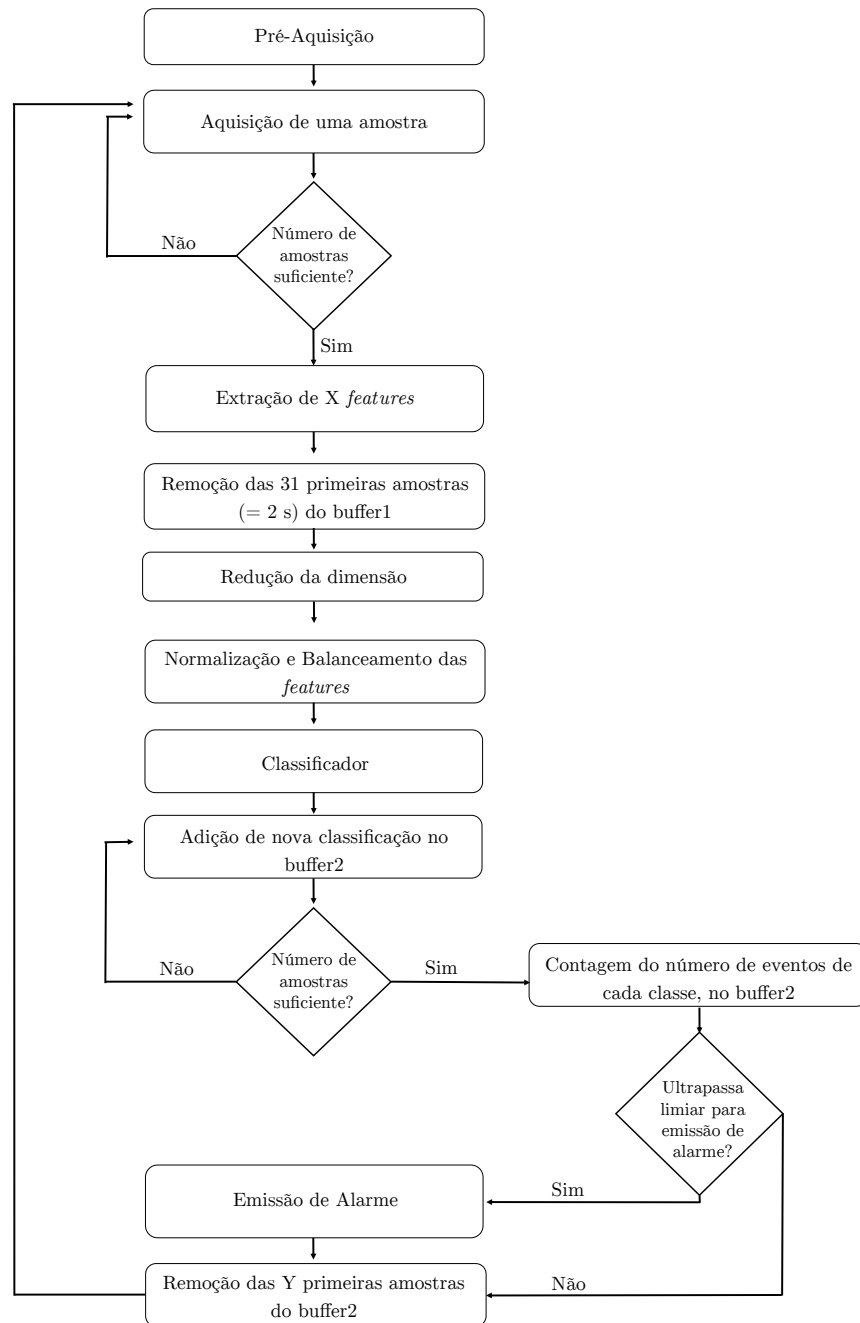 Pré-Aquisição
Aquisição de uma amostra
Número de
amostras
suficiente?
Não
Sim
Extração de X features
Remoção das 31 primeiras amostras
(= 2 s) do buffer1
Redução da dimensão
Normalização e Balanceamento das
features
Classificador
Adição de nova classificação no
buffer2
Número de
amostras
suficiente?
Não
Sim
Contagem do número de eventos de
cada classe, no buffer2
Ultrapassa
limiar para
emissão de
alarme?
Sim
Emissão de Alarme
Não
Remoção das Y primeiras amostras
do buffer2